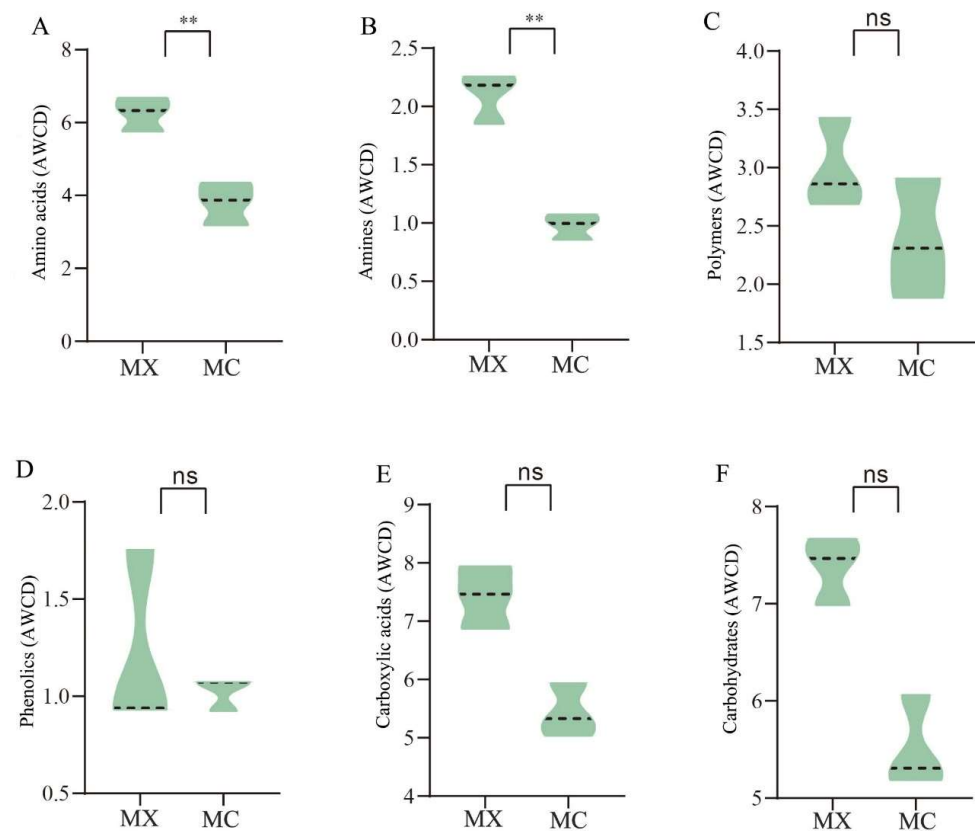 A
**
Amino acids (AWCD)
8
6
4
2
0
MX
MC
B
**
Amines (AWCD)
2.5
2.0
1.5
1.0
0.5
0.0
MX
MC
C
ns
Polymers (AWCD)
4.0
3.5
3.0
2.5
2.0
1.5
MX
MC
D
ns
Phenolics (AWCD)
2.0
1.5
1.0
0.5
MX
MC
E
ns
Carboxylic acids (AWCD)
9
8
7
6
5
4
MX
MC
F
ns
Carbohydrates (AWCD)
8
7
6
5
MX
MC